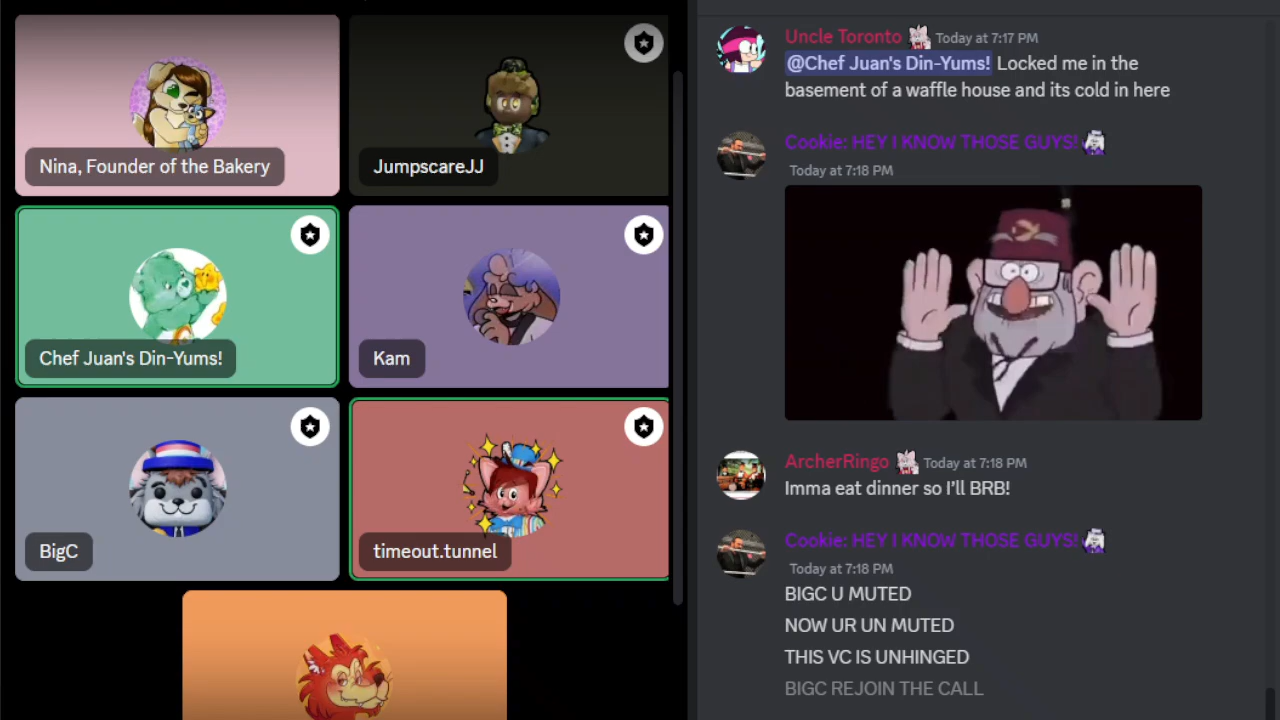 Nina, Founder of the Bakery
JumpscareJJ
Chef Juan's Din-Yums!
Kam
BigC
timeout.tunnel
Uncle Toronto Today at 7:17 PM
@Chef Juan's Din-Yums! Locked me in the
basement of a waffle house and its cold in here
Cookie: HEY I KNOW THOSE GUYS!
Today at 7:18 PM
ArcherRingo Today at 7:18 PM
Imma eat dinner so I'll BRB!
Cookie: HEY I KNOW THOSE GUYS!
Today at 7:18 PM
BIGC U MUTED
NOW UR UN MUTED
THIS VC IS UNHINGED
BIGC REJOIN THE CALL